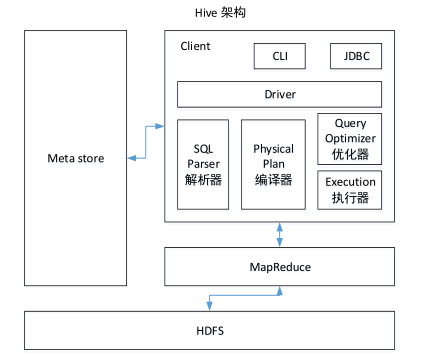 Hive 架构
Client
CLI
JDBC
Driver
Meta store
SQL
Parser
解析器
Physical
Plan
编译器
Query
Optimizer
优化器
Execution
执行器
MapReduce
HDFS